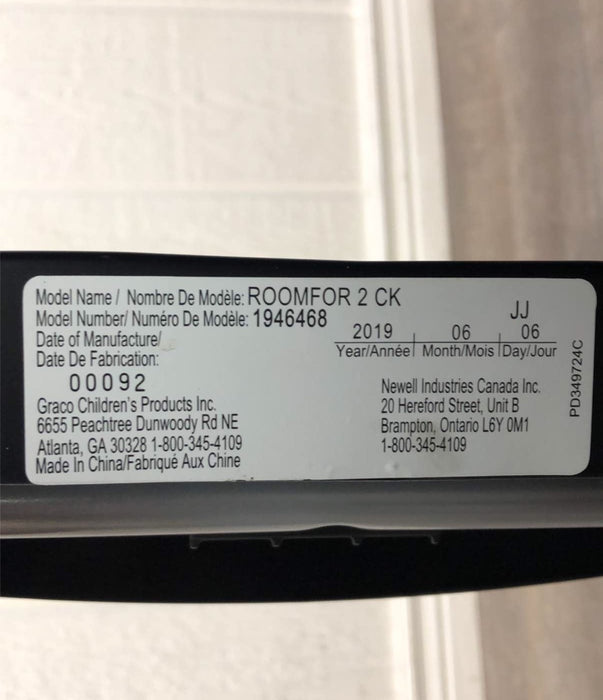 Model Name / Nombre De Modèle: ROOMFOR 2 CK
Model Number/ Numéro De Modèle: 1946468
JJ
Date of Manufacture/
2019 06 06
Year/Année Month/Mois Day/Jour
Date De Fabrication:
00092
Graco Children's Products Inc.
6655 Peachtree Dunwoody Rd NE
Atlanta, GA 30328 1-800-345-4109
Made In China/Fabriqué Aux Chine
Newell Industries Canada Inc.
20 Hereford Street, Unit B
Brampton, Ontario L6Y 0M1
1-800-345-4109
PD349724C